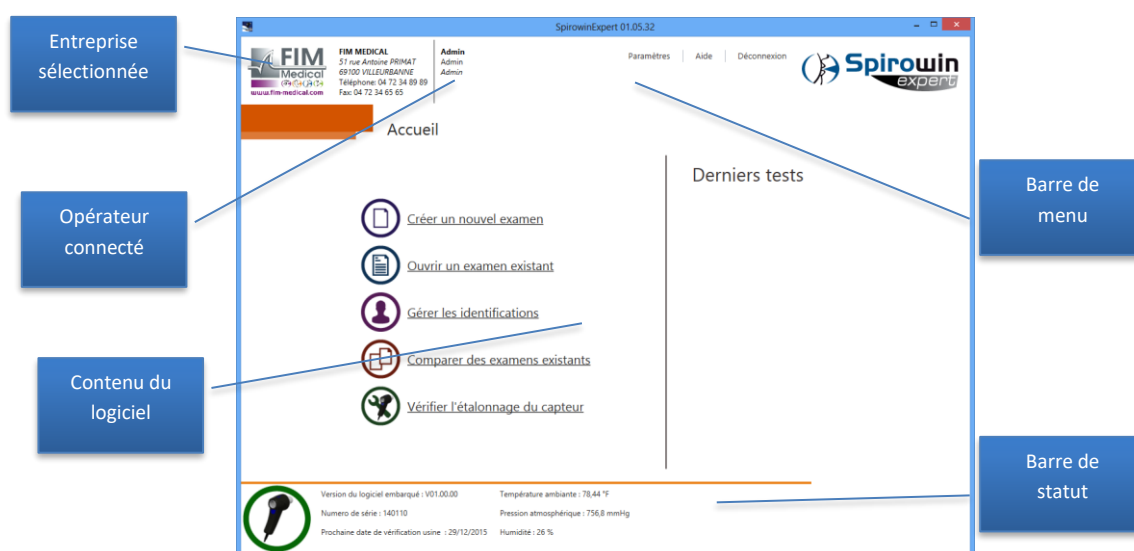 SpirowinExpert 01.05.32
Entreprise
sélectionnée
FIM
Medical
www.fim-medical.com
FIM MEDICAL
51 rue Antoine PRIMAT
69100 VILLEURBANNE
Téléphone: 04 72 34 89 89
Fax: 04 72 34 65 65
Admin
Admin
Admin
Paramètres
Aide
Déconnexion
Spirowin
expert
Accueil
Derniers tests
Opérateur
connecté
Barre de
menu
Créer un nouvel examen
Ouvrir un examen existant
Gérer les identifications
Comparer des examens existants
Vérifier l'étalonnage du capteur
Contenu du
logiciel
Barre de
statut
Version du logiciel embarqué : V01.00.00
Température ambiante : 78,44 °F
Numero de série : 140110
Pression atmosphérique : 756,8 mmHg
Prochaine date de vérification usine : 29/12/2015
Humidité : 26 %